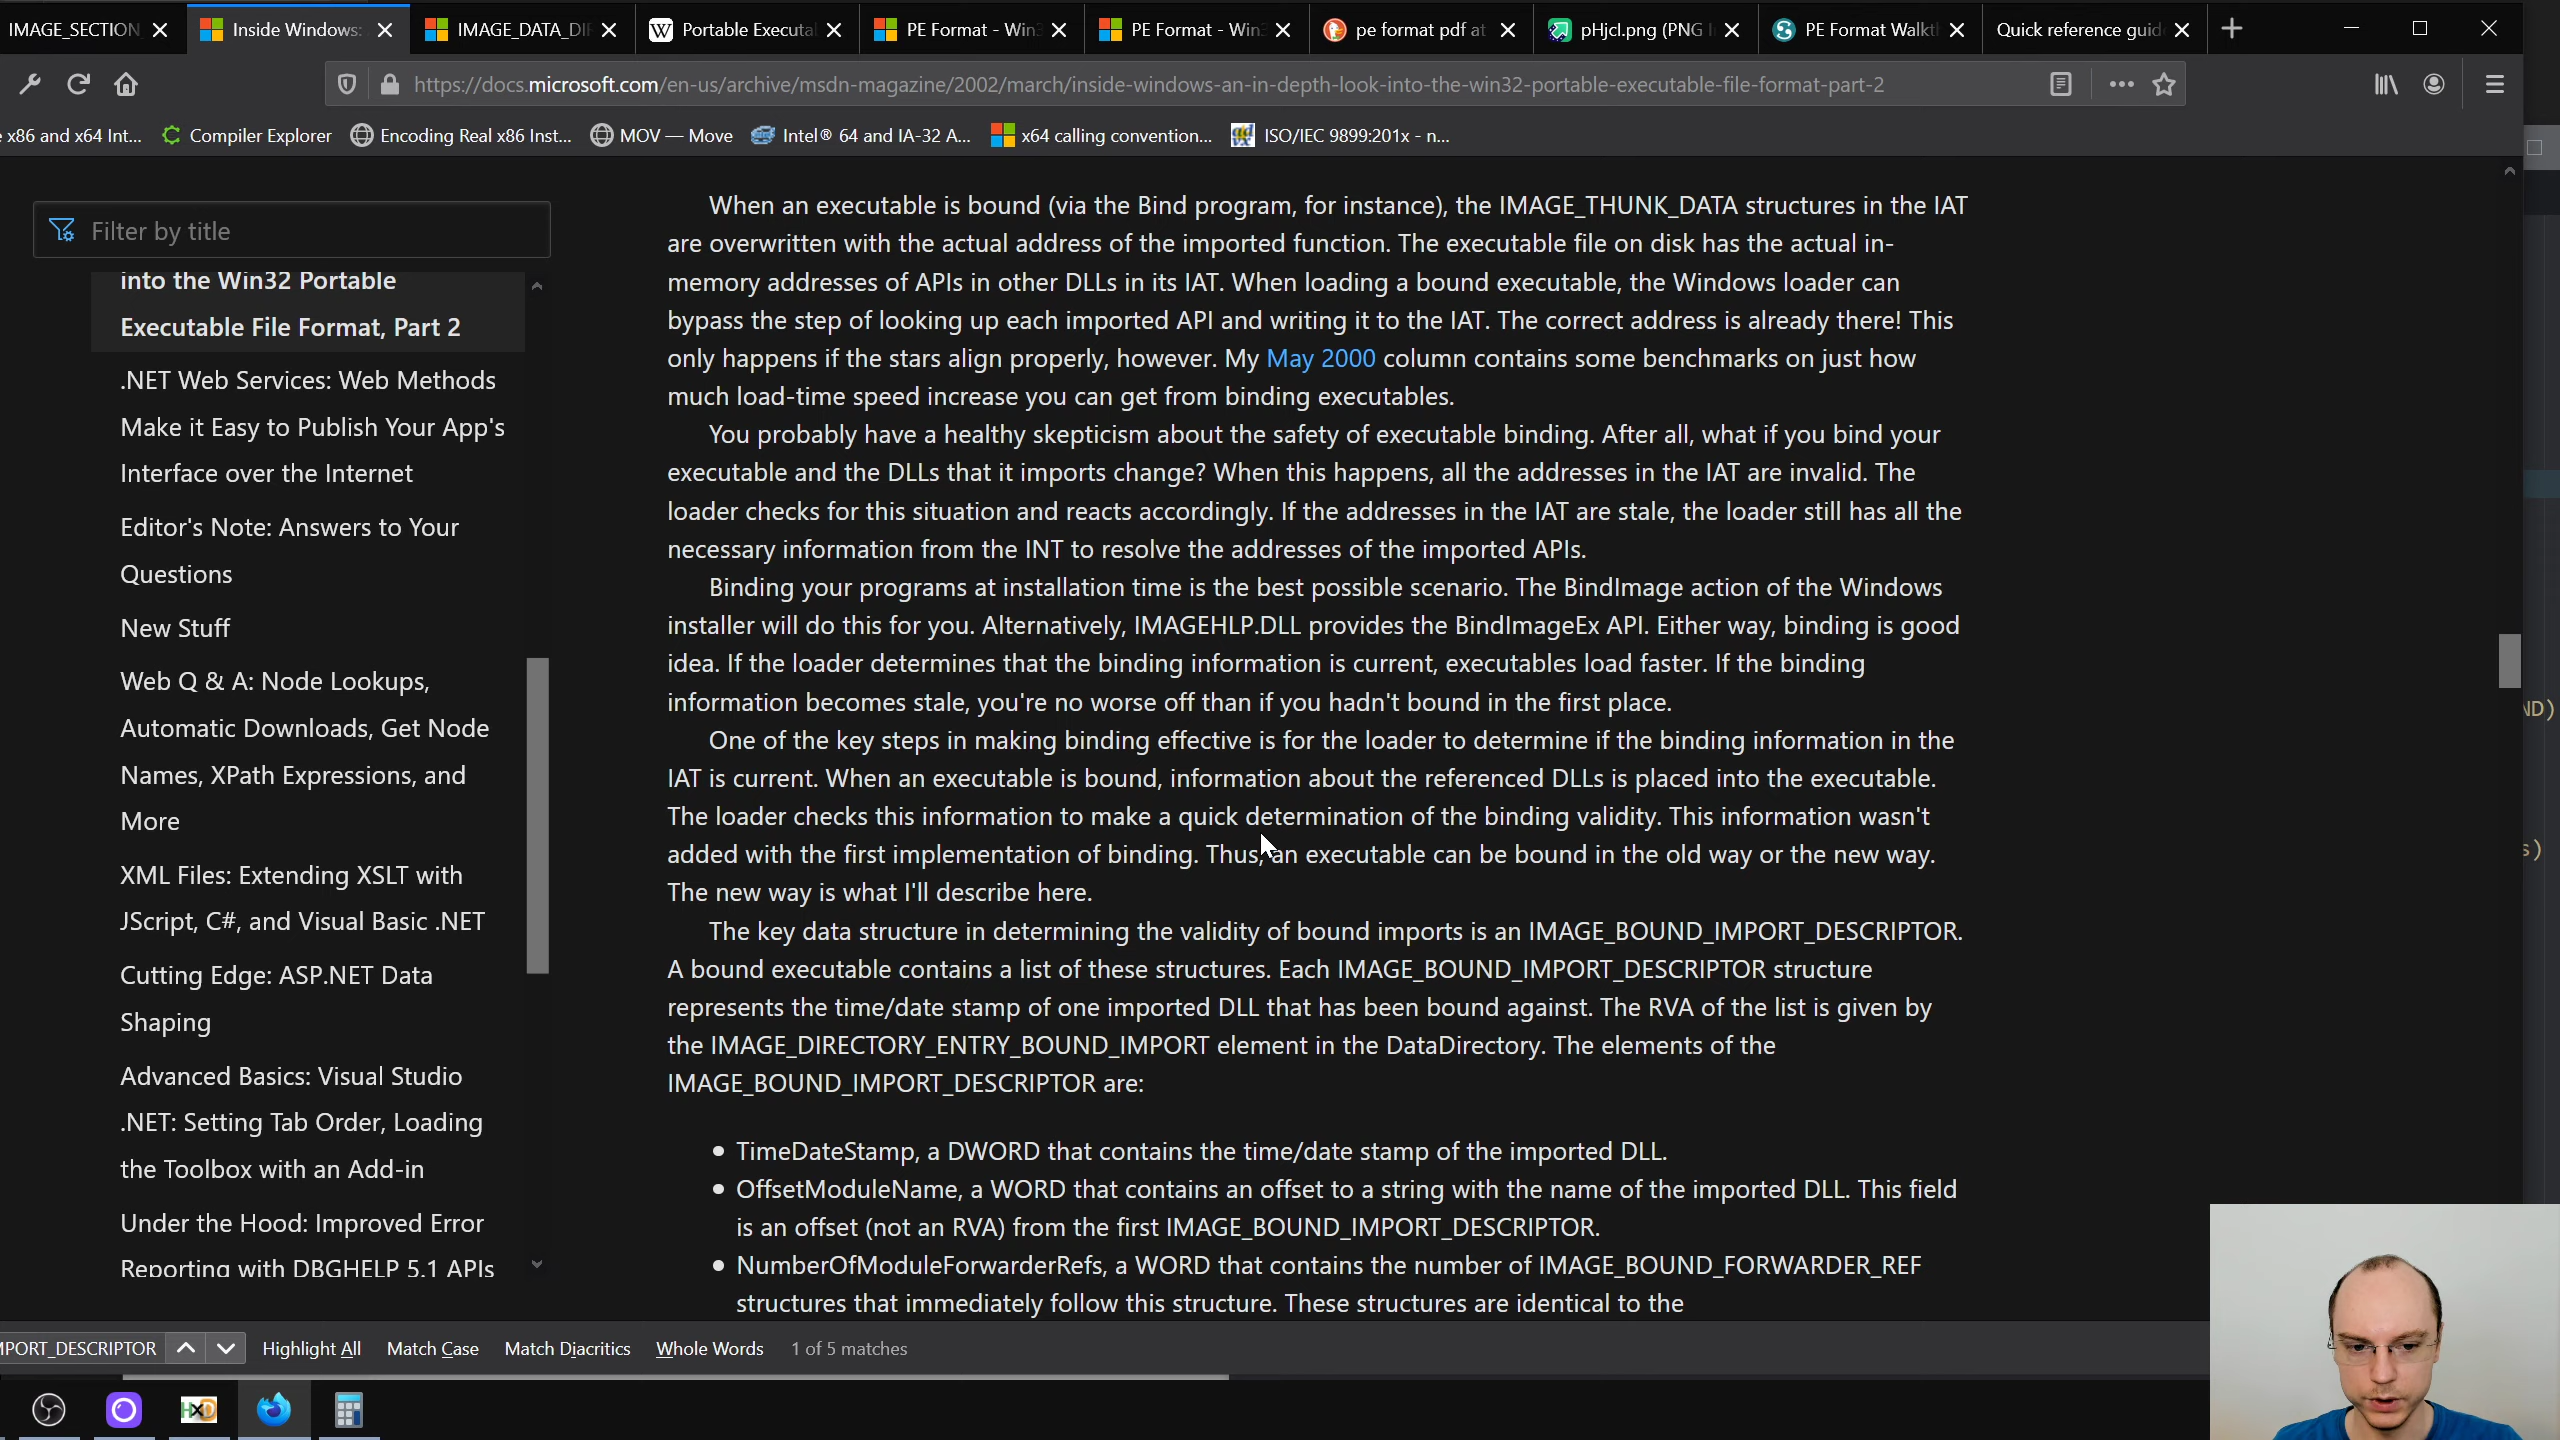 IMAGE_SECTION
Inside Windows:
IMAGE_DATA_DIR
Portable Executal
PE Format - Win3
PE Format - Win3
pe format pdf at
pHjcl.png (PNG I
PE Format Walkt
Quick reference guid
https://docs.microsoft.com/en-us/archive/msdn-magazine/2002/march/inside-windows-an-in-depth-look-into-the-win32-portable-executable-file-format-part-2
x86 and x64 Int...
Compiler Explorer
Encoding Real x86 Inst...
MOV — Move
Intel® 64 and IA-32 A...
x64 calling convention...
ISO/IEC 9899:201x - n...
Filter by title
into the Win32 Portable
Executable File Format, Part 2
.NET Web Services: Web Methods
Make it Easy to Publish Your App's
Interface over the Internet
Editor's Note: Answers to Your
Questions
New Stuff
Web Q & A: Node Lookups,
Automatic Downloads, Get Node
Names, XPath Expressions, and
More
XML Files: Extending XSLT with
JScript, C#, and Visual Basic .NET
Cutting Edge: ASP.NET Data
Shaping
Advanced Basics: Visual Studio
.NET: Setting Tab Order, Loading
the Toolbox with an Add-in
Under the Hood: Improved Error
Reporting with DBGHELP 5.1 APIs
When an executable is bound (via the Bind program, for instance), the IMAGE_THUNK_DATA structures in the IAT
are overwritten with the actual address of the imported function. The executable file on disk has the actual in-
memory addresses of APIs in other DLLs in its IAT. When loading a bound executable, the Windows loader can
bypass the step of looking up each imported API and writing it to the IAT. The correct address is already there! This
only happens if the stars align properly, however. My May 2000 column contains some benchmarks on just how
much load-time speed increase you can get from binding executables.
You probably have a healthy skepticism about the safety of executable binding. After all, what if you bind your
executable and the DLLs that it imports change? When this happens, all the addresses in the IAT are invalid. The
loader checks for this situation and reacts accordingly. If the addresses in the IAT are stale, the loader still has all the
necessary information from the INT to resolve the addresses of the imported APIs.
Binding your programs at installation time is the best possible scenario. The BindImage action of the Windows
installer will do this for you. Alternatively, IMAGEHLP.DLL provides the BindImageEx API. Either way, binding is good
idea. If the loader determines that the binding information is current, executables load faster. If the binding
information becomes stale, you're no worse off than if you hadn't bound in the first place.
One of the key steps in making binding effective is for the loader to determine if the binding information in the
IAT is current. When an executable is bound, information about the referenced DLLs is placed into the executable.
The loader checks this information to make a quick determination of the binding validity. This information wasn't
added with the first implementation of binding. Thus, an executable can be bound in the old way or the new way.
The new way is what I'll describe here.
The key data structure in determining the validity of bound imports is an IMAGE_BOUND_IMPORT_DESCRIPTOR.
A bound executable contains a list of these structures. Each IMAGE_BOUND_IMPORT_DESCRIPTOR structure
represents the time/date stamp of one imported DLL that has been bound against. The RVA of the list is given by
the IMAGE_DIRECTORY_ENTRY_BOUND_IMPORT element in the DataDirectory. The elements of the
IMAGE_BOUND_IMPORT_DESCRIPTOR are:
• TimeDateStamp, a DWORD that contains the time/date stamp of the imported DLL.
• OffsetModuleName, a WORD that contains an offset to a string with the name of the imported DLL. This field
is an offset (not an RVA) from the first IMAGE_BOUND_IMPORT_DESCRIPTOR.
• NumberOfModuleForwarderRefs, a WORD that contains the number of IMAGE_BOUND_FORWARDER_REF
structures that immediately follow this structure. These structures are identical to the
ND)
s)
MPORT_DESCRIPTOR
Highlight All
Match Case
Match Diacritics
Whole Words
1 of 5 matches
HxD